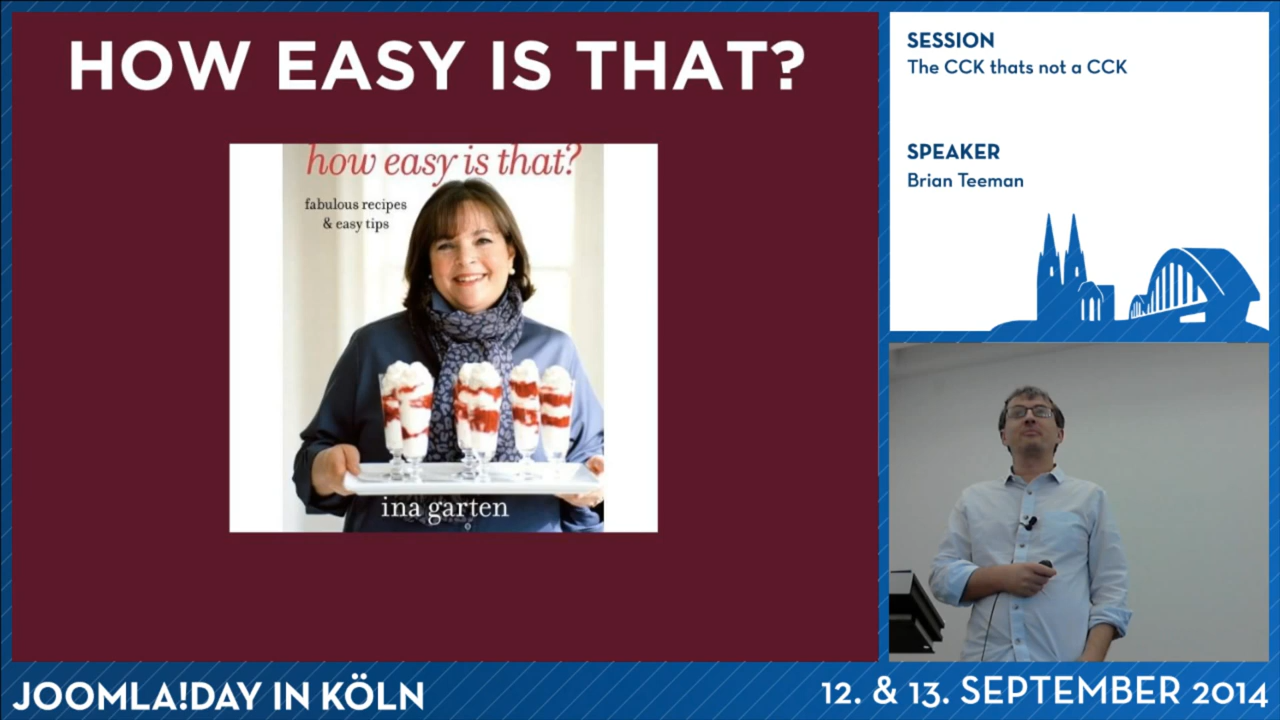 HOW EASY IS THAT?
how easy is that?
fabulous recipes
& easy tips
ina garten
SESSION
The CCK thats not a CCK
SPEAKER
Brian Teeman
JOOMLA!DAY IN KÖLN
12. & 13. SEPTEMBER 2014